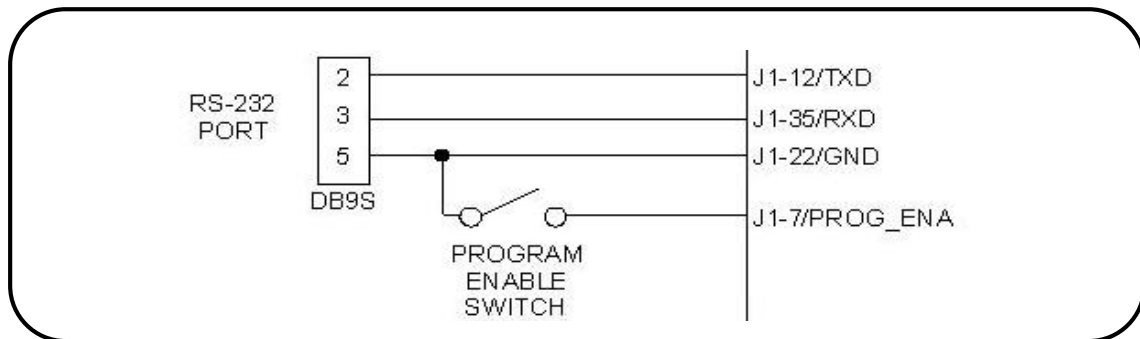 RS-232
PORT
2
3
5
DB9S
J1-12/TXD
J1-35/RXD
J1-22/GND
J1-7/PROG_ENA
PROGRAM
ENABLE
SWITCH